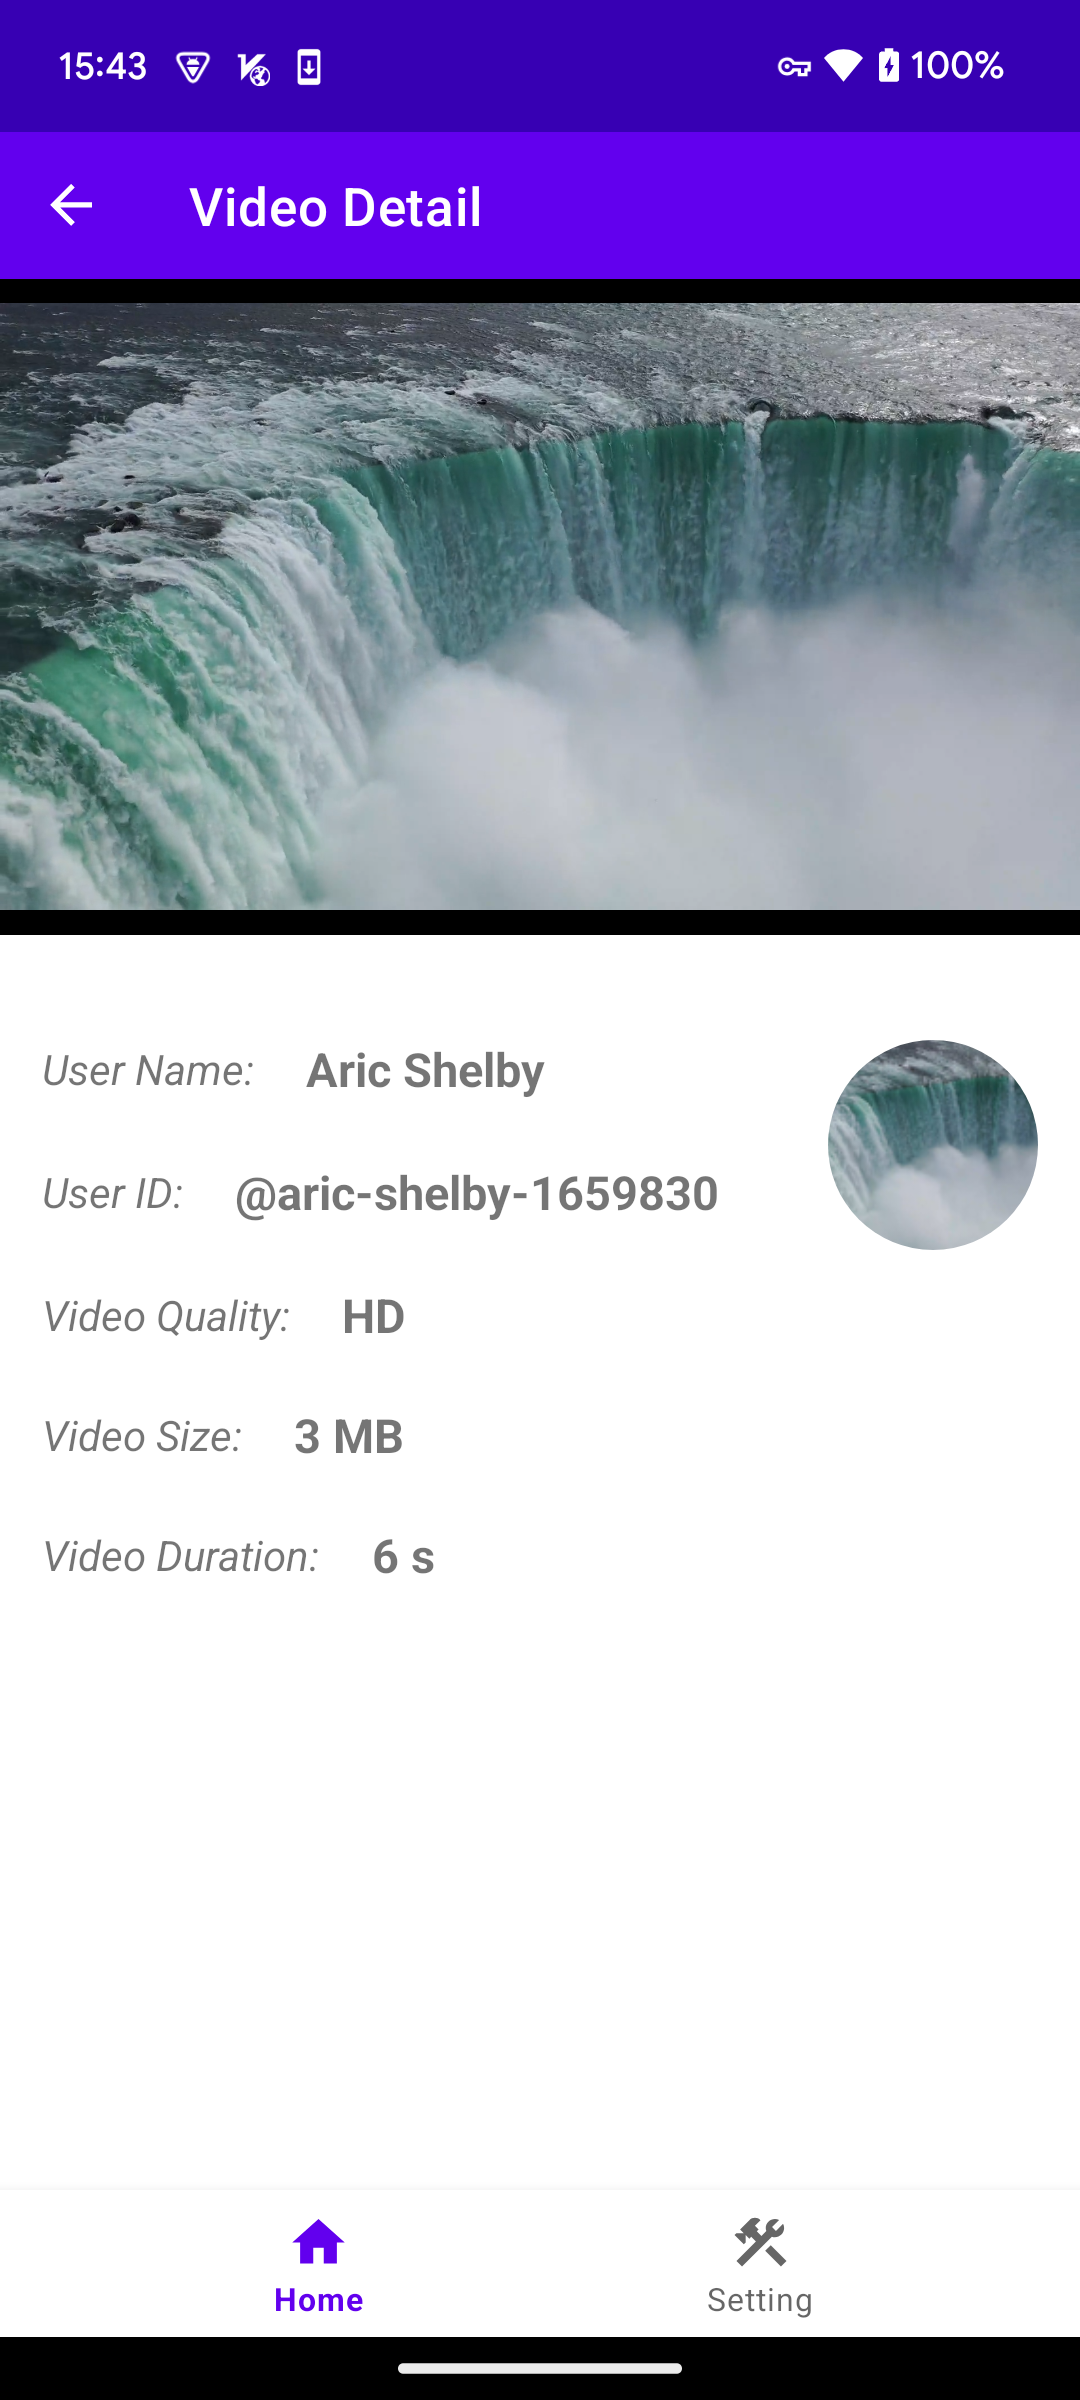 15:43 100%
Video Detail
User Name: Aric Shelby
User ID: @aric-shelby-1659830
Video Quality: HD
Video Size: 3 MB
Video Duration: 6 s
Home Setting